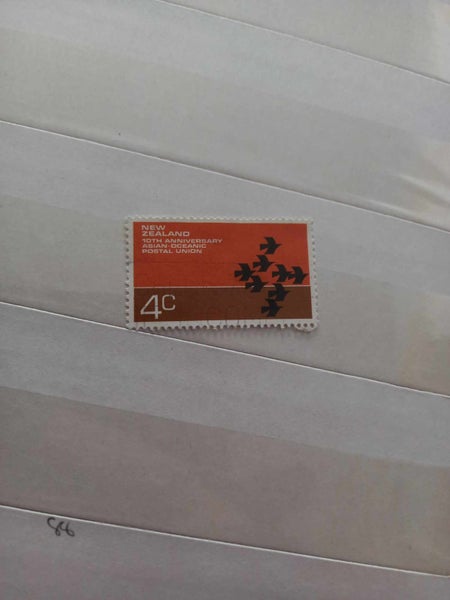 NEW
ZEALAND
10TH ANNIVERSARY
ASIAN-OCEANIC
POSTAL UNION
4c